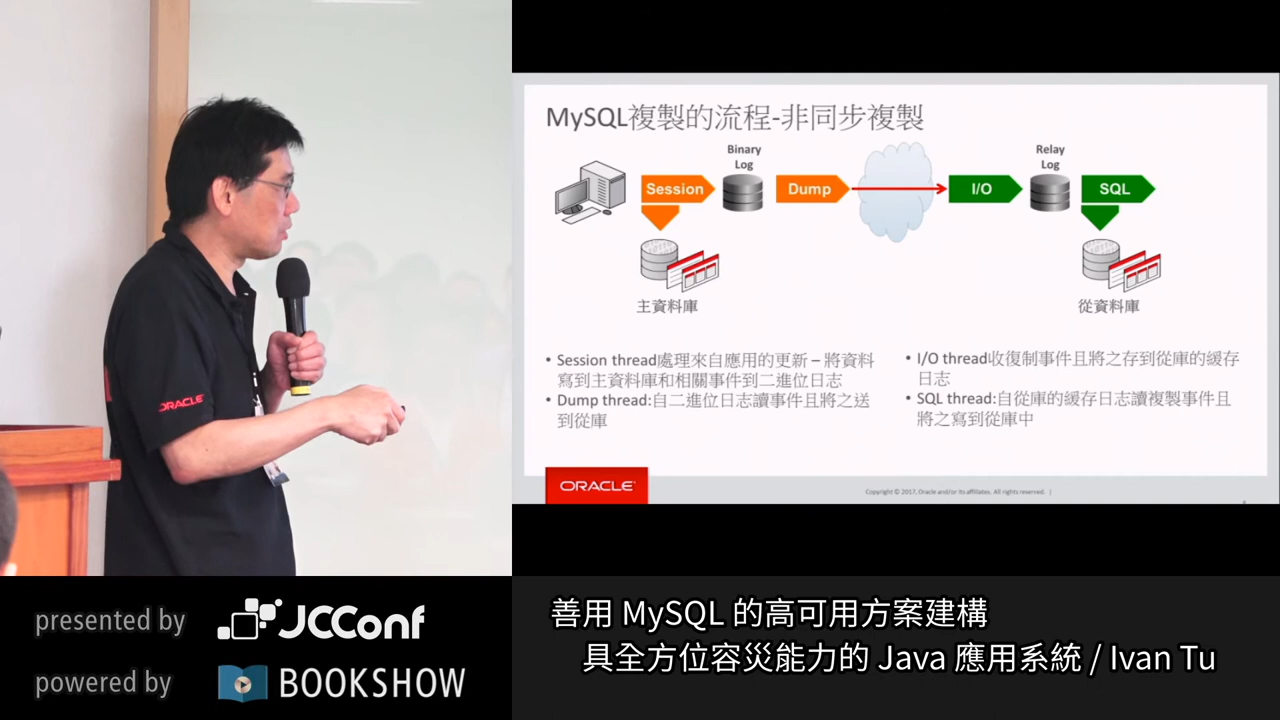 ORACLE
MySQL複製的流程-非同步複製
Binary
Log
Relay
Log
Session
Dump
I/O
SQL
主資料庫
從資料庫
• Session thread處理來自應用的更新 – 將資料
寫到主資料庫和相關事件到二進位日志
• Dump thread:自二進位日志讀事件且將之送
到從庫
• I/O thread收復制事件且將之存到從庫的緩存
日志
• SQL thread:自從庫的緩存日志讀複製事件且
將之寫到從庫中
ORACLE
Copyright © 2017, Oracle and/or its affiliates. All rights reserved. |
presented by JCConf
powered by BOOKSHOW
善用 MySQL 的高可用方案建構
具全方位容災能力的 Java 應用系統 / Ivan Tu